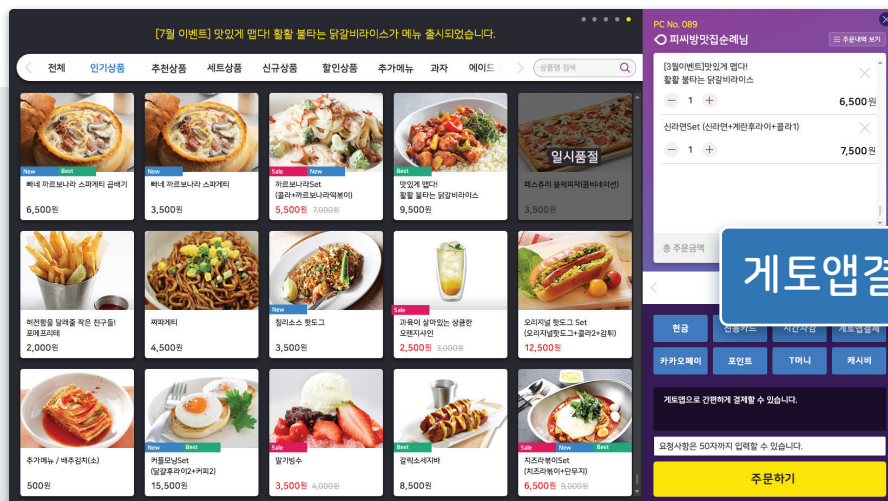 [7월 이벤트] 맛있게 맵다! 활활 불타는 닭갈비라이스가 메뉴 출시되었습니다.
전체 인기상품 추천상품 세트상품 신규상품 할인상품 추가메뉴 과자 메이드
상품명 검색
New Best
빠네 까르보나라 스파게티 곱배기
6,500원
New
빠네 까르보나라 스파게티
3,500원
Sale New
까르보나라Set
(콜라+까르보나라떡볶이)
5,500원 7,000원
Best
맛있게 맵다!
활활 불타는 닭갈비라이스
9,500원
일시품절
페스츄리 블럭피자(콤비네이션)
3,500원
허전함을 달래줄 작은 친구들!
포메프리테
2,000원
짜파게티
4,500원
New
칠리소스 핫도그
3,500원
Sale
과육이 살아있는 상큼한
오렌지샤인
2,500원 3,000원
오리지널 핫도그 Set
(오리지널핫도그+콜라2+감튀)
12,500원
추가메뉴 / 배추김치(소)
500원
New Best
커플모닝Set
(달걀후라이2+커피2)
15,500원
Sale
딸기빙수
3,500원 4,000원
Best
갈릭소세지바
8,500원
Sale New Best
치즈라볶이Set
(치즈라볶이+단무지)
6,500원 9,000원
PC No. 089
피씨방맛집순례님
주문내역 보기
[3월이벤트]맛있게 맵다!
활활 불타는 닭갈비라이스
1
6,500원
신라면Set (신라면+계란후라이+콜라1)
1
7,500원
총 주문금액
게토앱결
현금 신용카드 시간차감 게토앱결제
카카오페이 포인트 T머니 캐시비
게토앱으로 간편하게 결제할 수 있습니다.
요청사항은 50자까지 입력할 수 있습니다.
주문하기